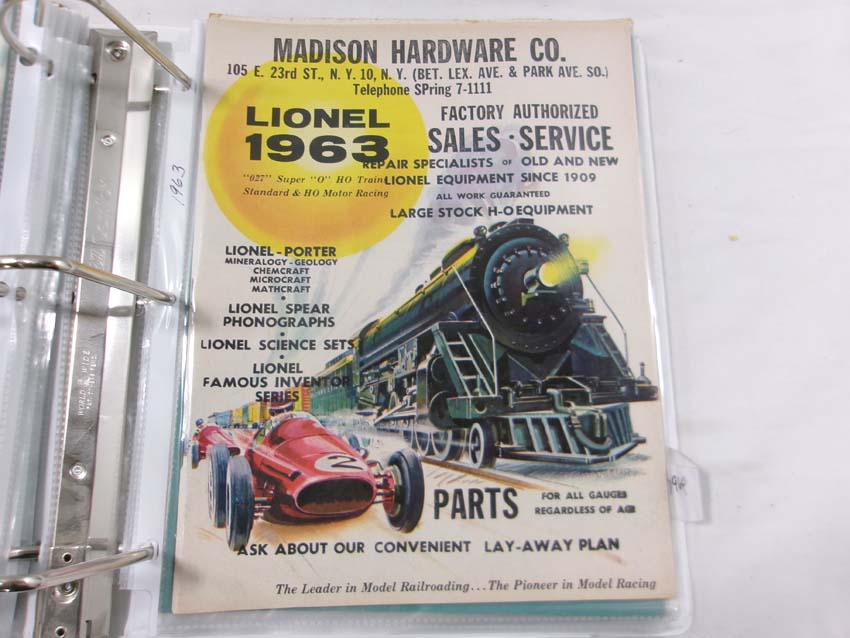 MADISON HARDWARE CO.
105 E. 23rd ST., N. Y. 10, N. Y. (BET. LEX. AVE. & PARK AVE. SO.)
Telephone SPring 7-1111
LIONEL
1963
"027" Super "O" HO Train
Standard & HO Motor Racing
FACTORY AUTHORIZED
SALES · SERVICE
REPAIR SPECIALISTS OF OLD AND NEW
LIONEL EQUIPMENT SINCE 1909
ALL WORK GUARANTEED
LARGE STOCK H-O EQUIPMENT
LIONEL-PORTER
MINERALOGY-GEOLOGY
CHEMCRAFT
MICROCRAFT
MATHCRAFT
•
LIONEL SPEAR
PHONOGRAPHS
•
LIONEL SCIENCE SETS
•
LIONEL
FAMOUS INVENTOR
SERIES
2
PARTS
FOR ALL GAUGES
REGARDLESS OF AGE
ASK ABOUT OUR CONVENIENT LAY-AWAY PLAN
The Leader in Model Railroading...The Pioneer in Model Racing
1963
WORLD WIDE